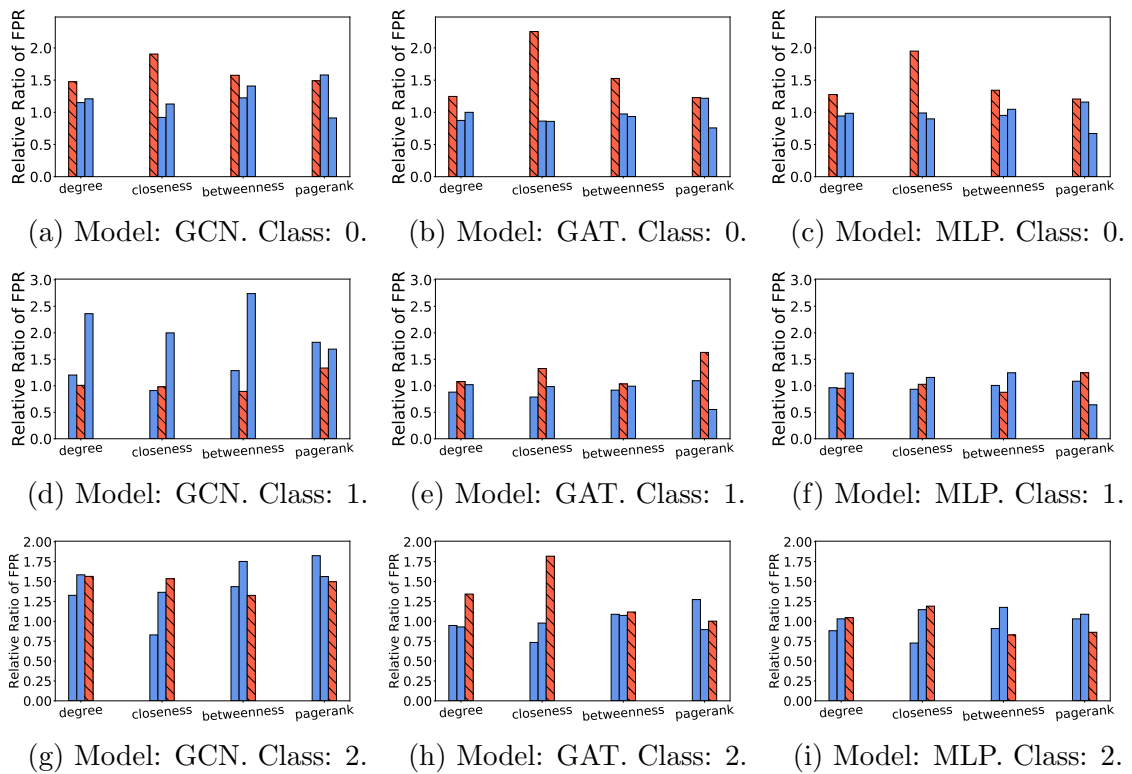 Relative Ratio of FPR
2.0
1.5
1.0
0.5
0.0
degree closeness betweenness pagerank
(a) Model: GCN. Class: 0.
Relative Ratio of FPR
2.0
1.5
1.0
0.5
0.0
degree closeness betweenness pagerank
(b) Model: GAT. Class: 0.
Relative Ratio of FPR
2.0
1.5
1.0
0.5
0.0
degree closeness betweenness pagerank
(c) Model: MLP. Class: 0.
Relative Ratio of FPR
3.0
2.5
2.0
1.5
1.0
0.5
0.0
degree closeness betweenness pagerank
(d) Model: GCN. Class: 1.
Relative Ratio of FPR
3.0
2.5
2.0
1.5
1.0
0.5
0.0
degree closeness betweenness pagerank
(e) Model: GAT. Class: 1.
Relative Ratio of FPR
3.0
2.5
2.0
1.5
1.0
0.5
0.0
degree closeness betweenness pagerank
(f) Model: MLP. Class: 1.
Relative Ratio of FPR
2.00
1.75
1.50
1.25
1.00
0.75
0.50
0.25
0.00
degree closeness betweenness pagerank
(g) Model: GCN. Class: 2.
Relative Ratio of FPR
2.00
1.75
1.50
1.25
1.00
0.75
0.50
0.25
0.00
degree closeness betweenness pagerank
(h) Model: GAT. Class: 2.
Relative Ratio of FPR
2.00
1.75
1.50
1.25
1.00
0.75
0.50
0.25
0.00
degree closeness betweenness pagerank
(i) Model: MLP. Class: 2.